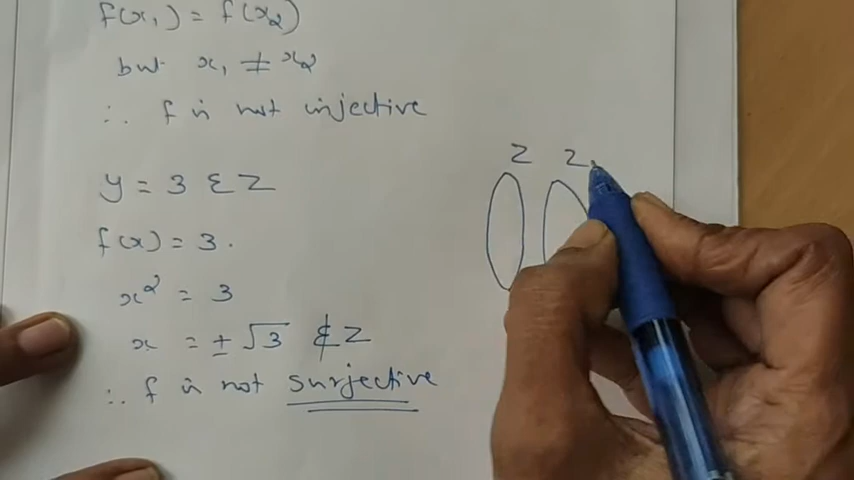 f(x₁) = f(x₂)
but x₁ ≠ x₂
∴ f is not injective
y = 3 ∈ Z
f(x) = 3.
x² = 3
x = ± √3 ∉ Z
∴ f is not surjective
Z Z